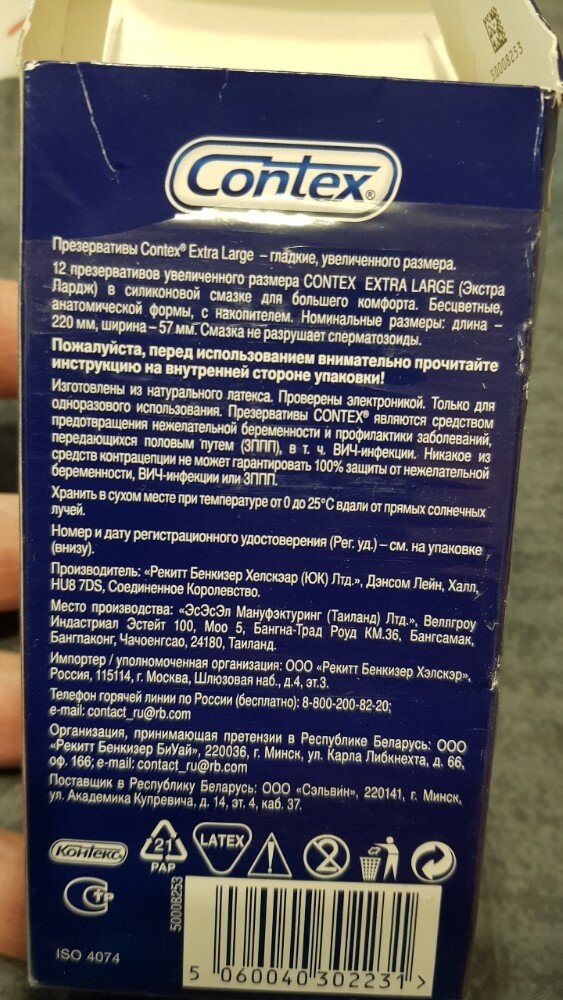 50008253
Contex®
Презервативы Contex® Extra Large – гладкие, увеличенного размера.
12 презервативов увеличенного размера CONTEX EXTRA LARGE (Экстра
Лардж) в силиконовой смазке для большего комфорта. Бесцветные,
анатомической формы, с накопителем. Номинальные размеры: длина –
220 мм, ширина – 57 мм. Смазка не разрушает сперматозоиды.
Пожалуйста, перед использованием внимательно прочитайте
инструкцию на внутренней стороне упаковки!
Изготовлены из натурального латекса. Проверены электроникой. Только для
одноразового использования. Презервативы CONTEX® являются средством
предотвращения нежелательной беременности и профилактики заболеваний,
передающихся половым путем (ЗППП), в т. ч. ВИЧ-инфекции. Никакое из
средств контрацепции не может гарантировать 100% защиты от нежелательной
беременности, ВИЧ-инфекции или ЗППП.
Хранить в сухом месте при температуре от 0 до 25°С вдали от прямых солнечных
лучей.
Номер и дату регистрационного удостоверения (Рег. уд.) – см. на упаковке
(внизу).
Производитель: «Рекитт Бенкизер Хелскэар (ЮК) Лтд.», Дэнсом Лейн, Халл,
HU8 7DS, Соединенное Королевство.
Место производства: «ЭсЭсЭл Мануфэктуринг (Таиланд) Лтд.», Веллгроу
Индастриал Эстейт 100, Моо 5, Бангна-Трад Роуд КМ.36, Бангсамак,
Бангпаконг, Чачоенгсао, 24180, Таиланд.
Импортер / уполномоченная организация: ООО «Рекитт Бенкизер Хэлскэр»,
Россия, 115114, г. Москва, Шлюзовая наб., д.4, эт.3.
Телефон горячей линии по России (бесплатно): 8-800-200-82-20;
e-mail: contact_ru@rb.com
Организация, принимающая претензии в Республике Беларусь: ООО
«Рекитт Бенкизер БиУай», 220036, г. Минск, ул. Карла Либкнехта, д. 66,
оф. 166; e-mail: contact_ru@rb.com
Поставщик в Республику Беларусь: ООО «Сэльвин», 220141, г. Минск,
ул. Академика Купревича, д. 14, эт. 4, каб. 37.
Контекс®
21
PAP
LATEX
2
50008253
ISO 4074
5 060040 302231 >